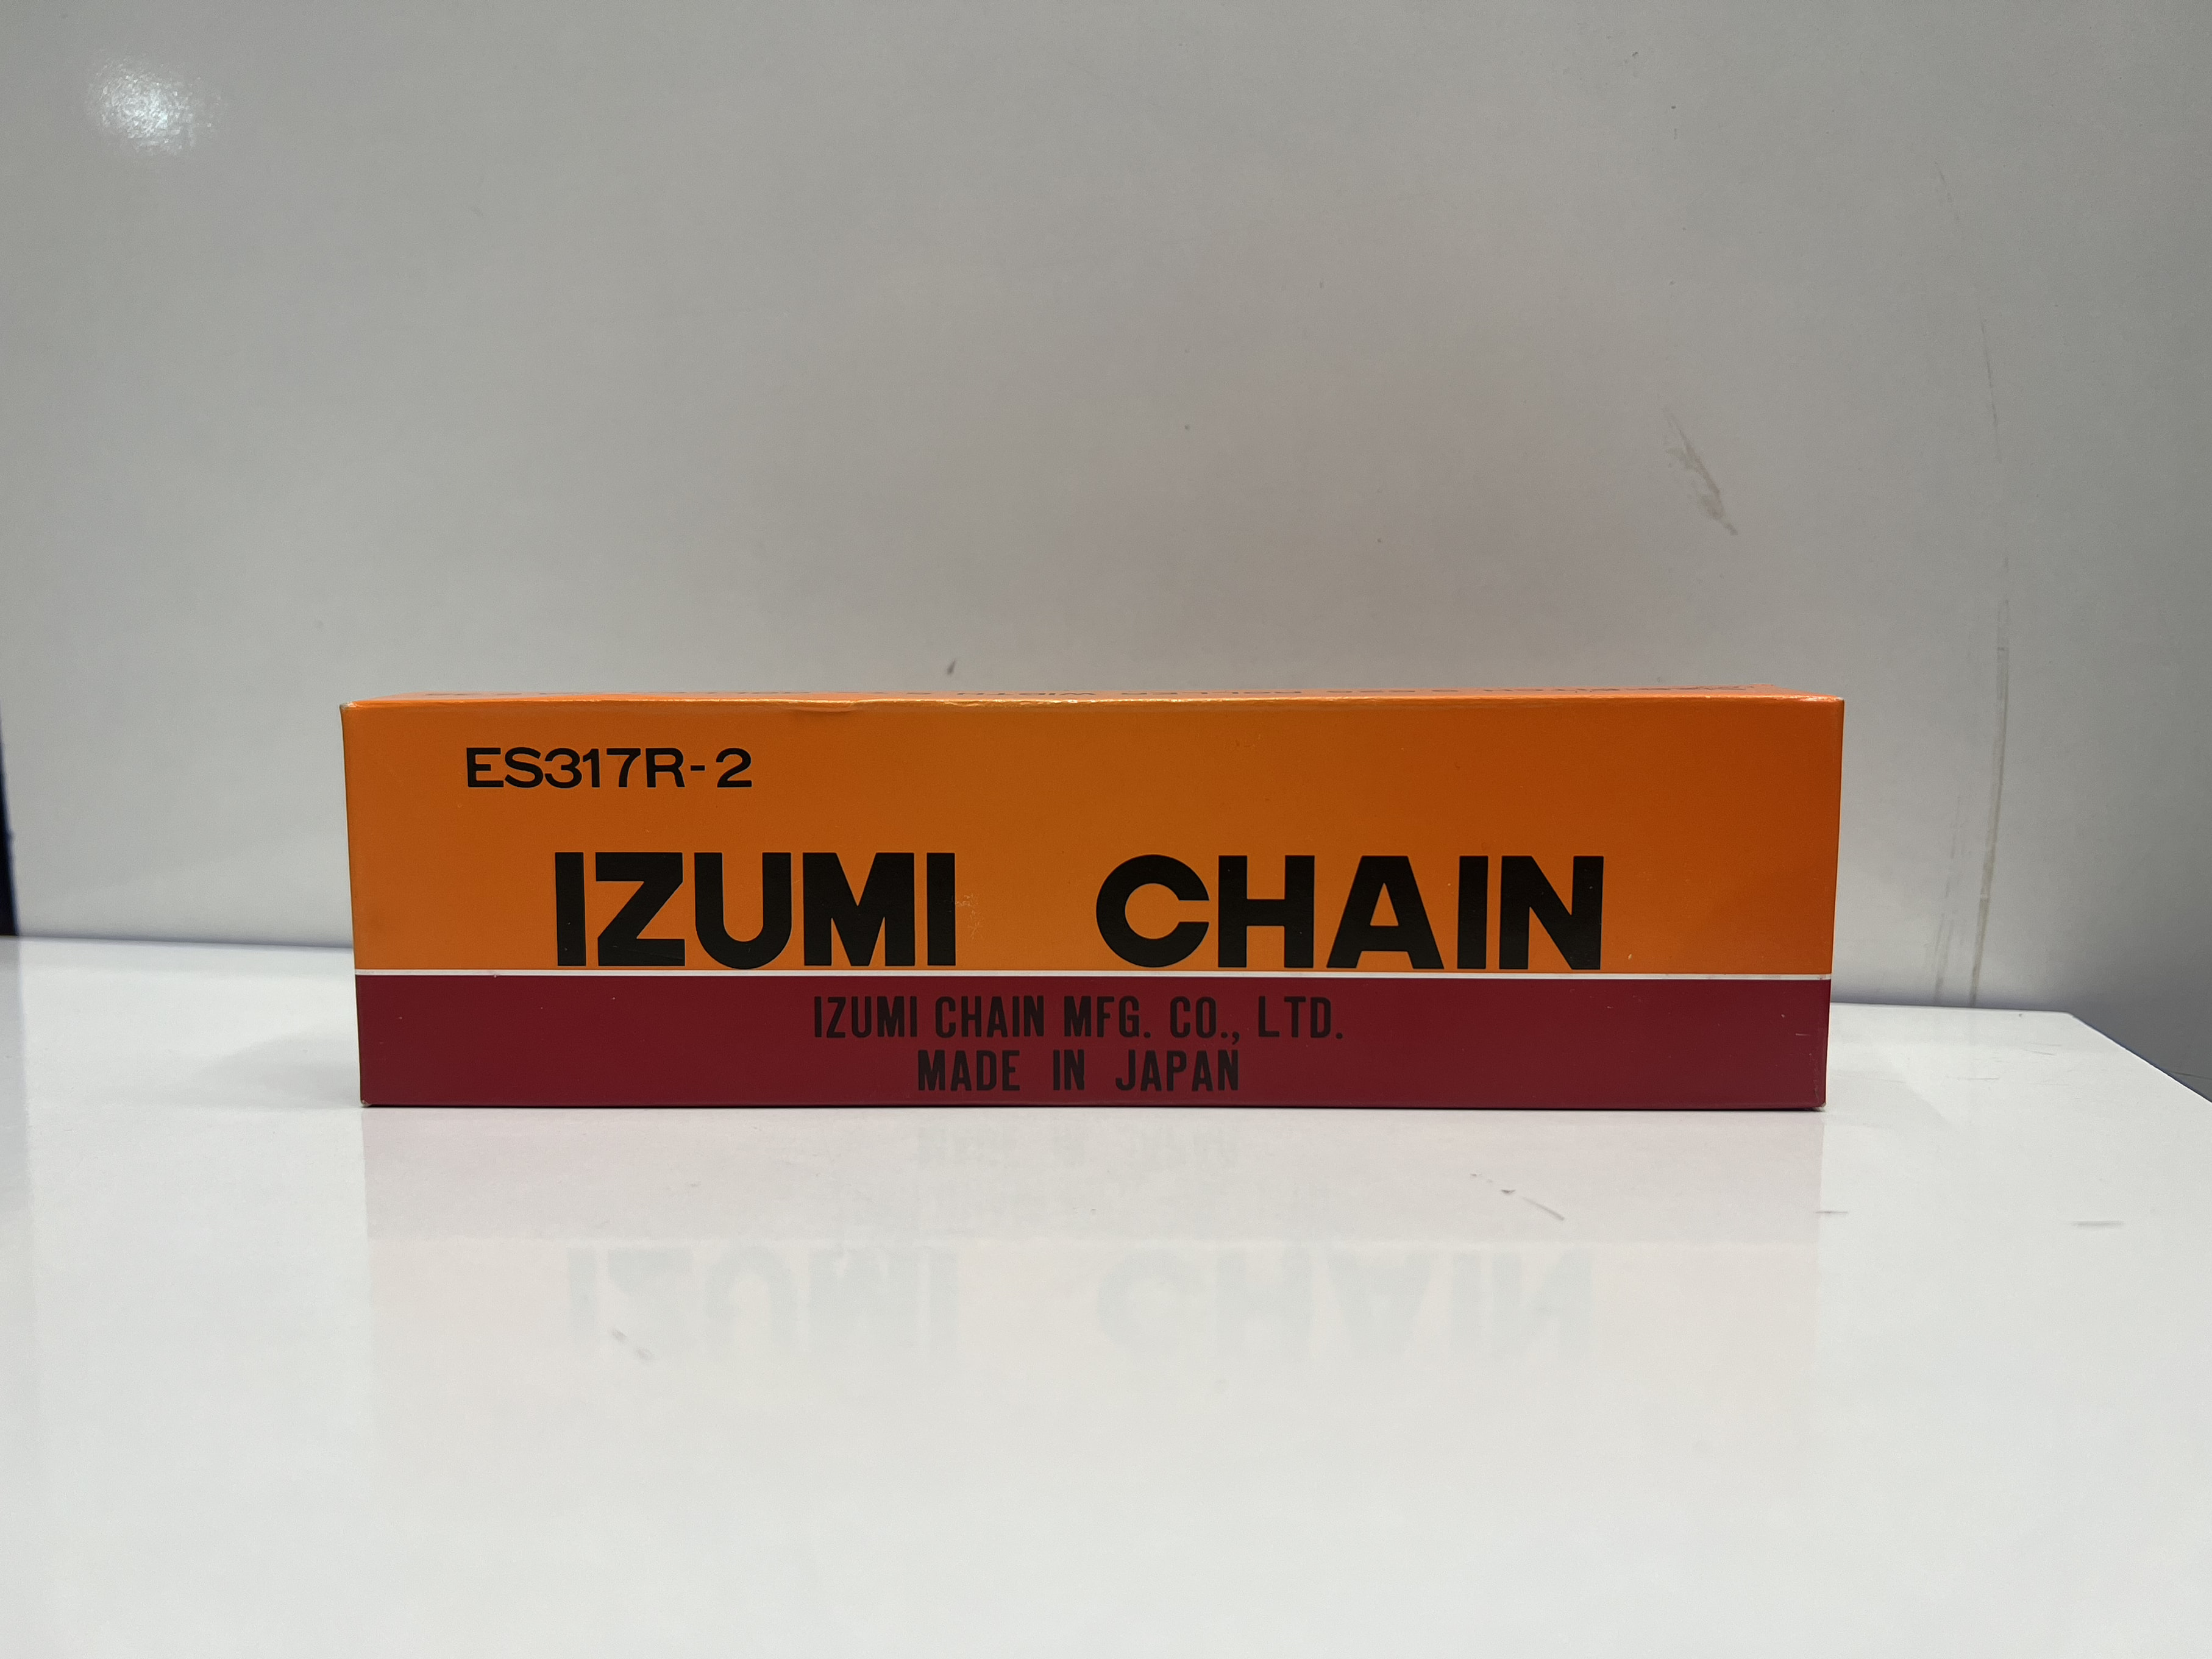 ES317R-2
IZUMI CHAIN
IZUMI CHAIN MFG. CO., LTD.
MADE IN JAPAN